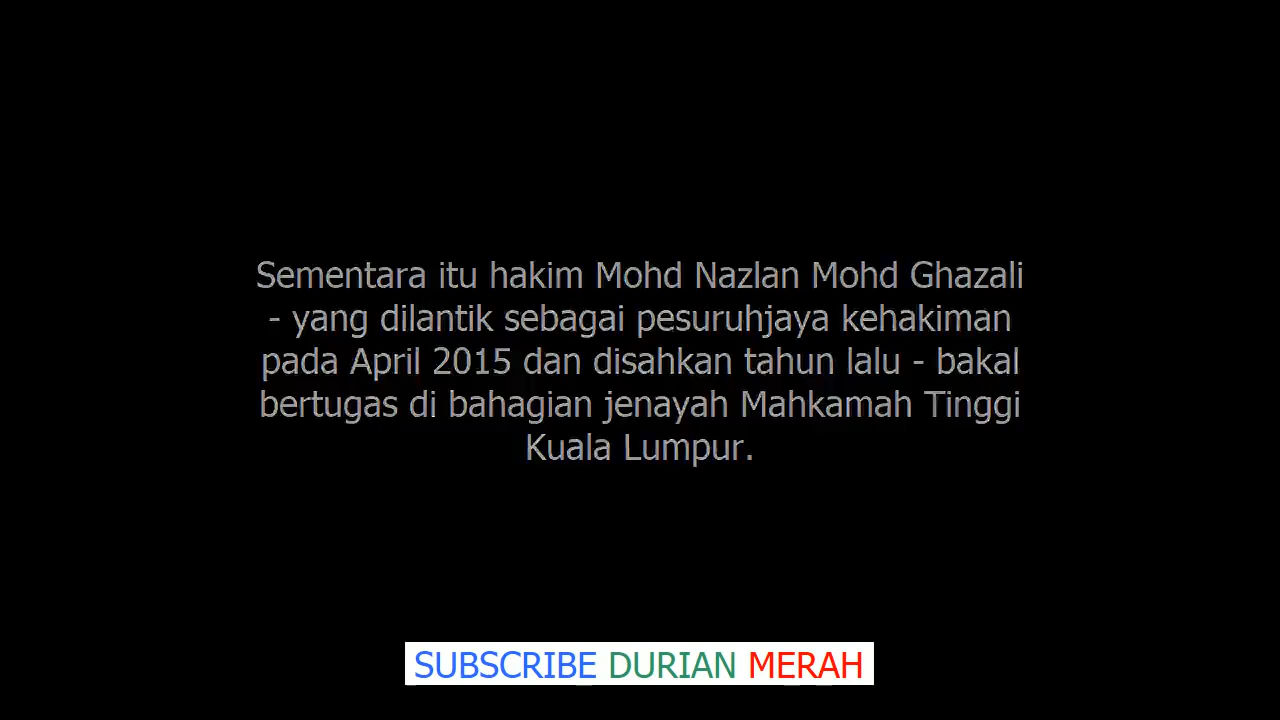 Sementara itu hakim Mohd Nazlan Mohd Ghazali
- yang dilantik sebagai pesuruhjaya kehakiman
pada April 2015 dan disahkan tahun lalu - bakal
bertugas di bahagian jenayah Mahkamah Tinggi
Kuala Lumpur.
SUBSCRIBE DURIAN MERAH